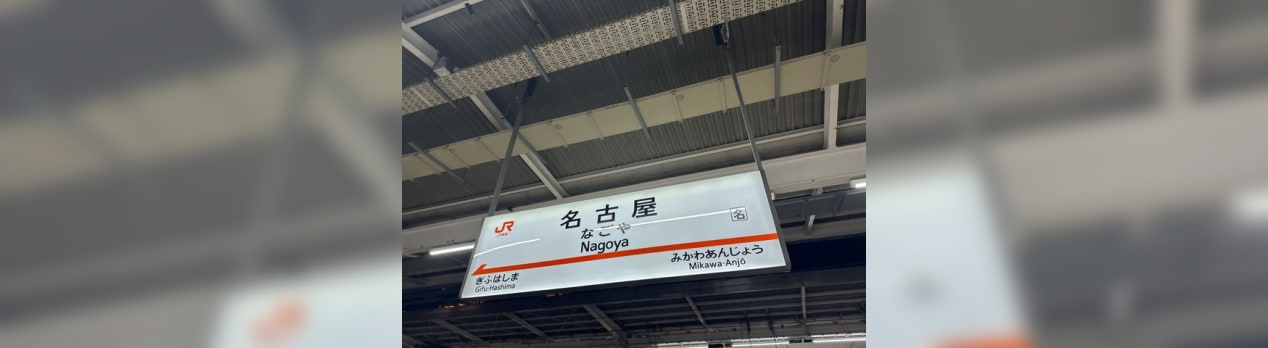 JR
名古屋
名
なごや
Nagoya
ぎふはしま
Gifu-Hashima
みかわあんじょう
Mikawa-Anjō